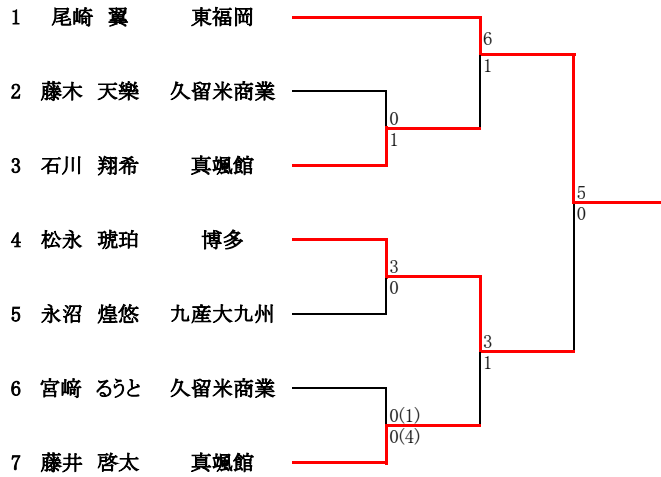 1 尾崎 翼 東福岡
6
1
2 藤木 天樂 久留米商業
0
1
3 石川 翔希 真颯館
5
0
4 松永 琥珀 博多
3
0
5 永沼 煌悠 九産大九州
3
1
6 宮﨑 るうと 久留米商業
0(1)
0(4)
7 藤井 啓太 真颯館